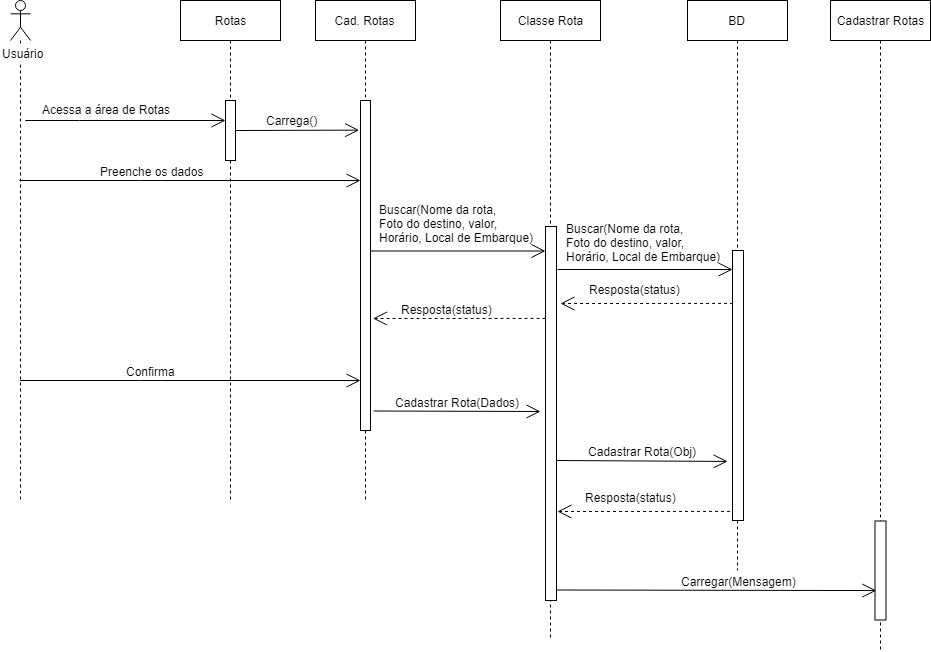 Rotas
Cad. Rotas
Classe Rota
BD
Cadastrar Rotas
Usuário
Acessa a área de Rotas
Carrega()
Preenche os dados
Buscar(Nome da rota,
Foto do destino, valor,
Horário, Local de Embarque)
Buscar(Nome da rota,
Foto do destino, valor,
Horário, Local de Embarque)
Resposta(status)
Resposta(status)
Confirma
Cadastrar Rota(Dados)
Cadastrar Rota(Obj)
Resposta(status)
Carregar(Mensagem)